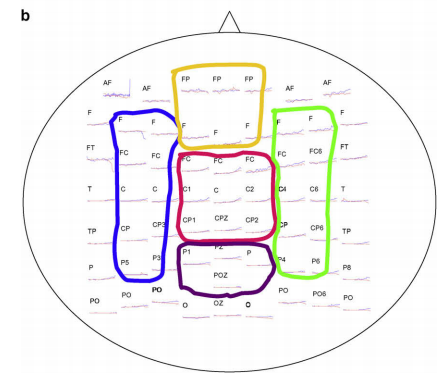 b
FP FP FP
AF AF AF AF
F F F F F F F F F
FT FC FC FC FC FC FC FC6 FT
T C C C1 C C2 C4 C6 T
TP CP CP3 CP1 CPZ CP2 CP CP6 TP
P P5 P3 P1 PZ P P4 P6 P8
PO PO PO POZ PO PO6 PO
O OZ O